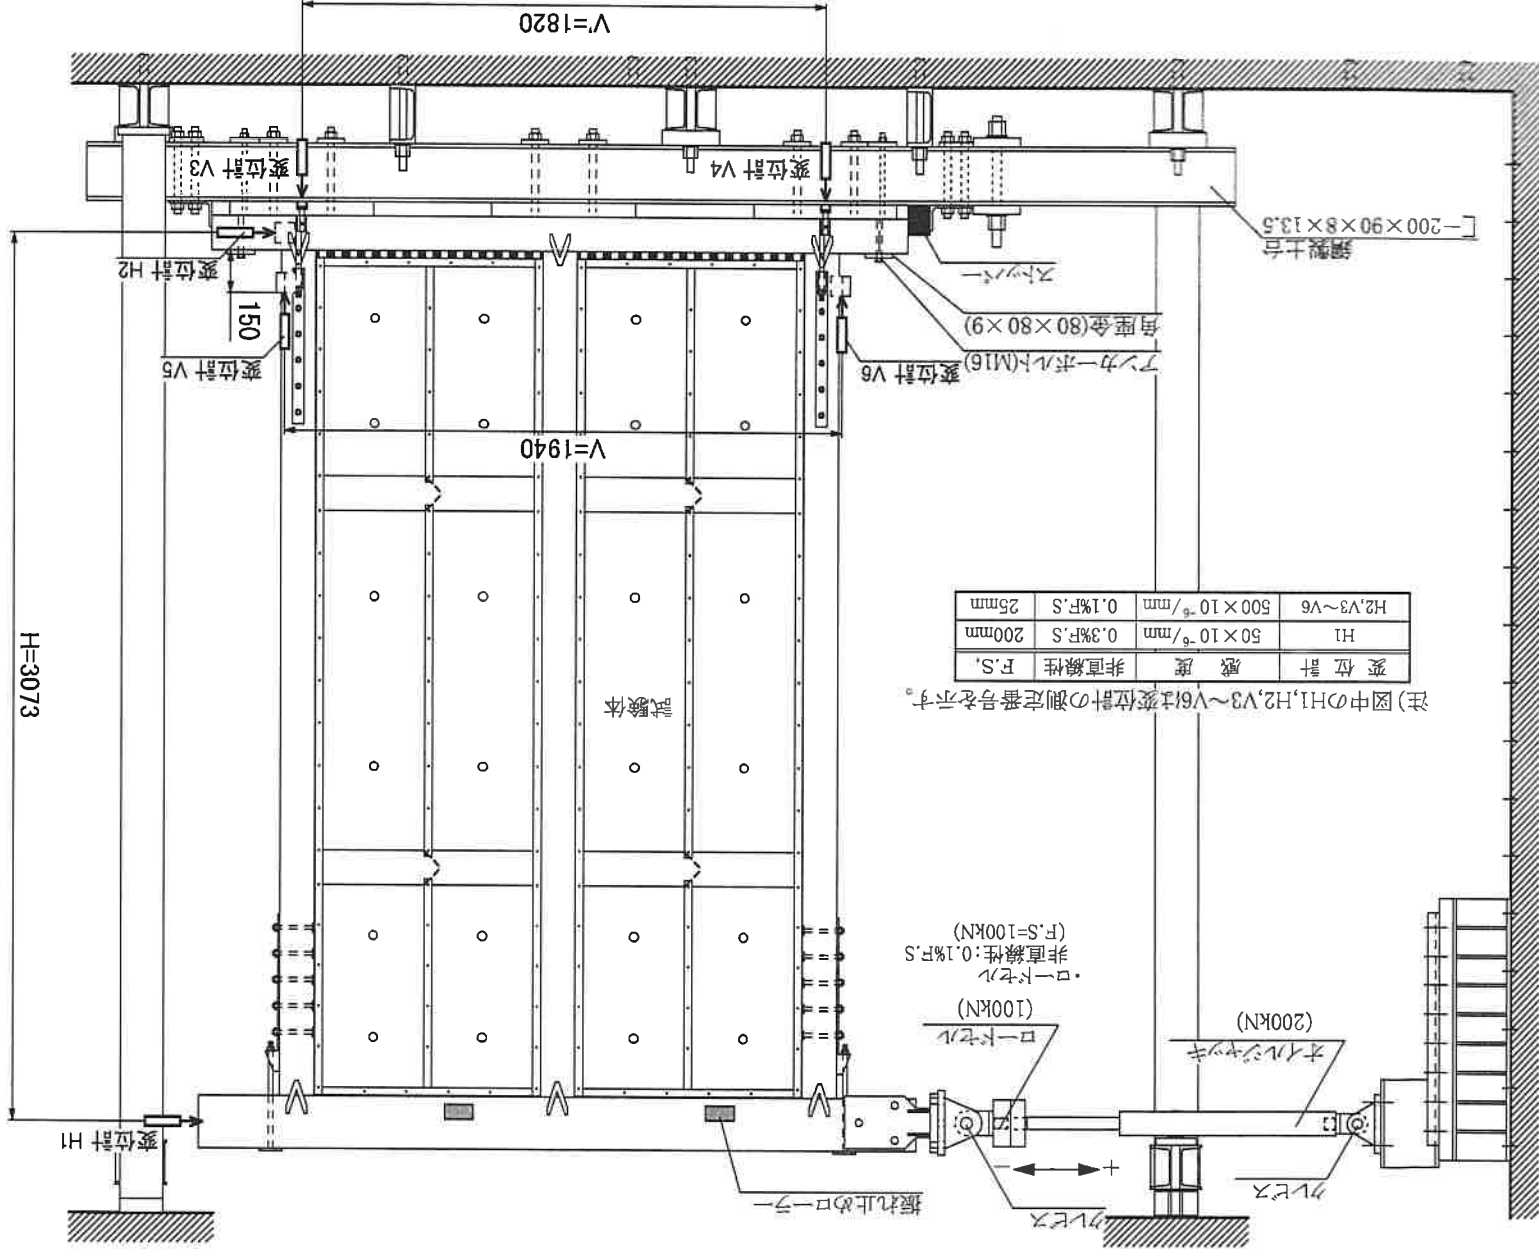 クレビス
クレビス
振れ止めローラー
+
−
変位計 H1
オイルジャッキ
(200kN)
ロードセル
(100kN)
・ロードセル
非直線性：0.1%F.S
(F.S=100kN)
試験体
H=3073
注）図中のH1,H2,V3～V6は変位計の測定番号を示す。
変位計 感度 非直線性 F.S,
H1 50×10⁻⁶/mm 0.3%F.S 200mm
H2,V3～V6 500×10⁻⁶/mm 0.1%F.S 25mm
V=1940
変位計 V6
変位計 V5
アンカーボルト(M16)
角座金(80×80×9)
150
ストッパー
変位計 H2
鋼製土台
[－200×90×8×13.5
変位計 V4
変位計 V3
V'=1820